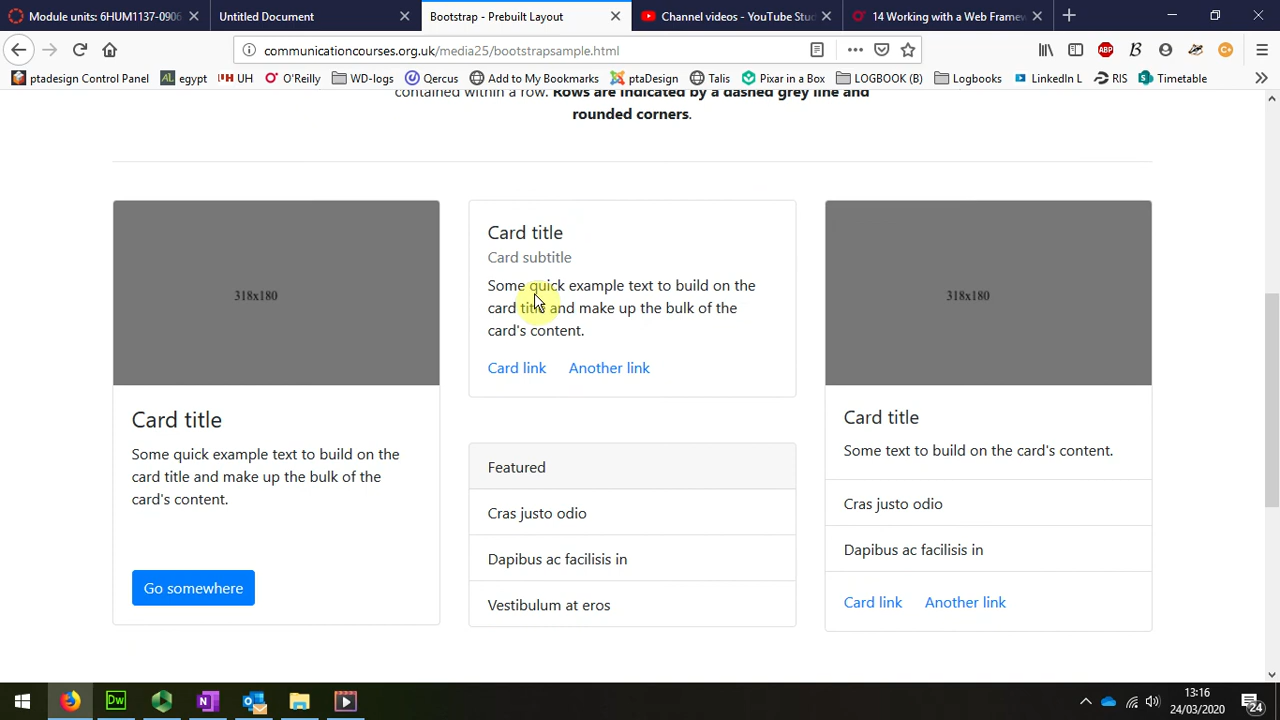 Module units: 6HUM1137-0906
Untitled Document
Bootstrap - Prebuilt Layout
Channel videos - YouTube Stud
14 Working with a Web Framew
communicationcourses.org.uk/media25/bootstrapsample.html
ptadesign Control Panel
egypt
UH
O'Reilly
WD-logs
Qercus
Add to My Bookmarks
ptaDesign
Talis
Pixar in a Box
LOGBOOK (B)
Logbooks
LinkedIn L
RIS
Timetable
contained within a row. Rows are indicated by a dashed grey line and
rounded corners.
318x180
Card title
Some quick example text to build on the
card title and make up the bulk of the
card's content.
Go somewhere
Card title
Card subtitle
Some quick example text to build on the
card title and make up the bulk of the
card's content.
Card link Another link
Featured
Cras justo odio
Dapibus ac facilisis in
Vestibulum at eros
318x180
Card title
Some text to build on the card's content.
Cras justo odio
Dapibus ac facilisis in
Card link Another link
Dw
13:16
24/03/2020
24